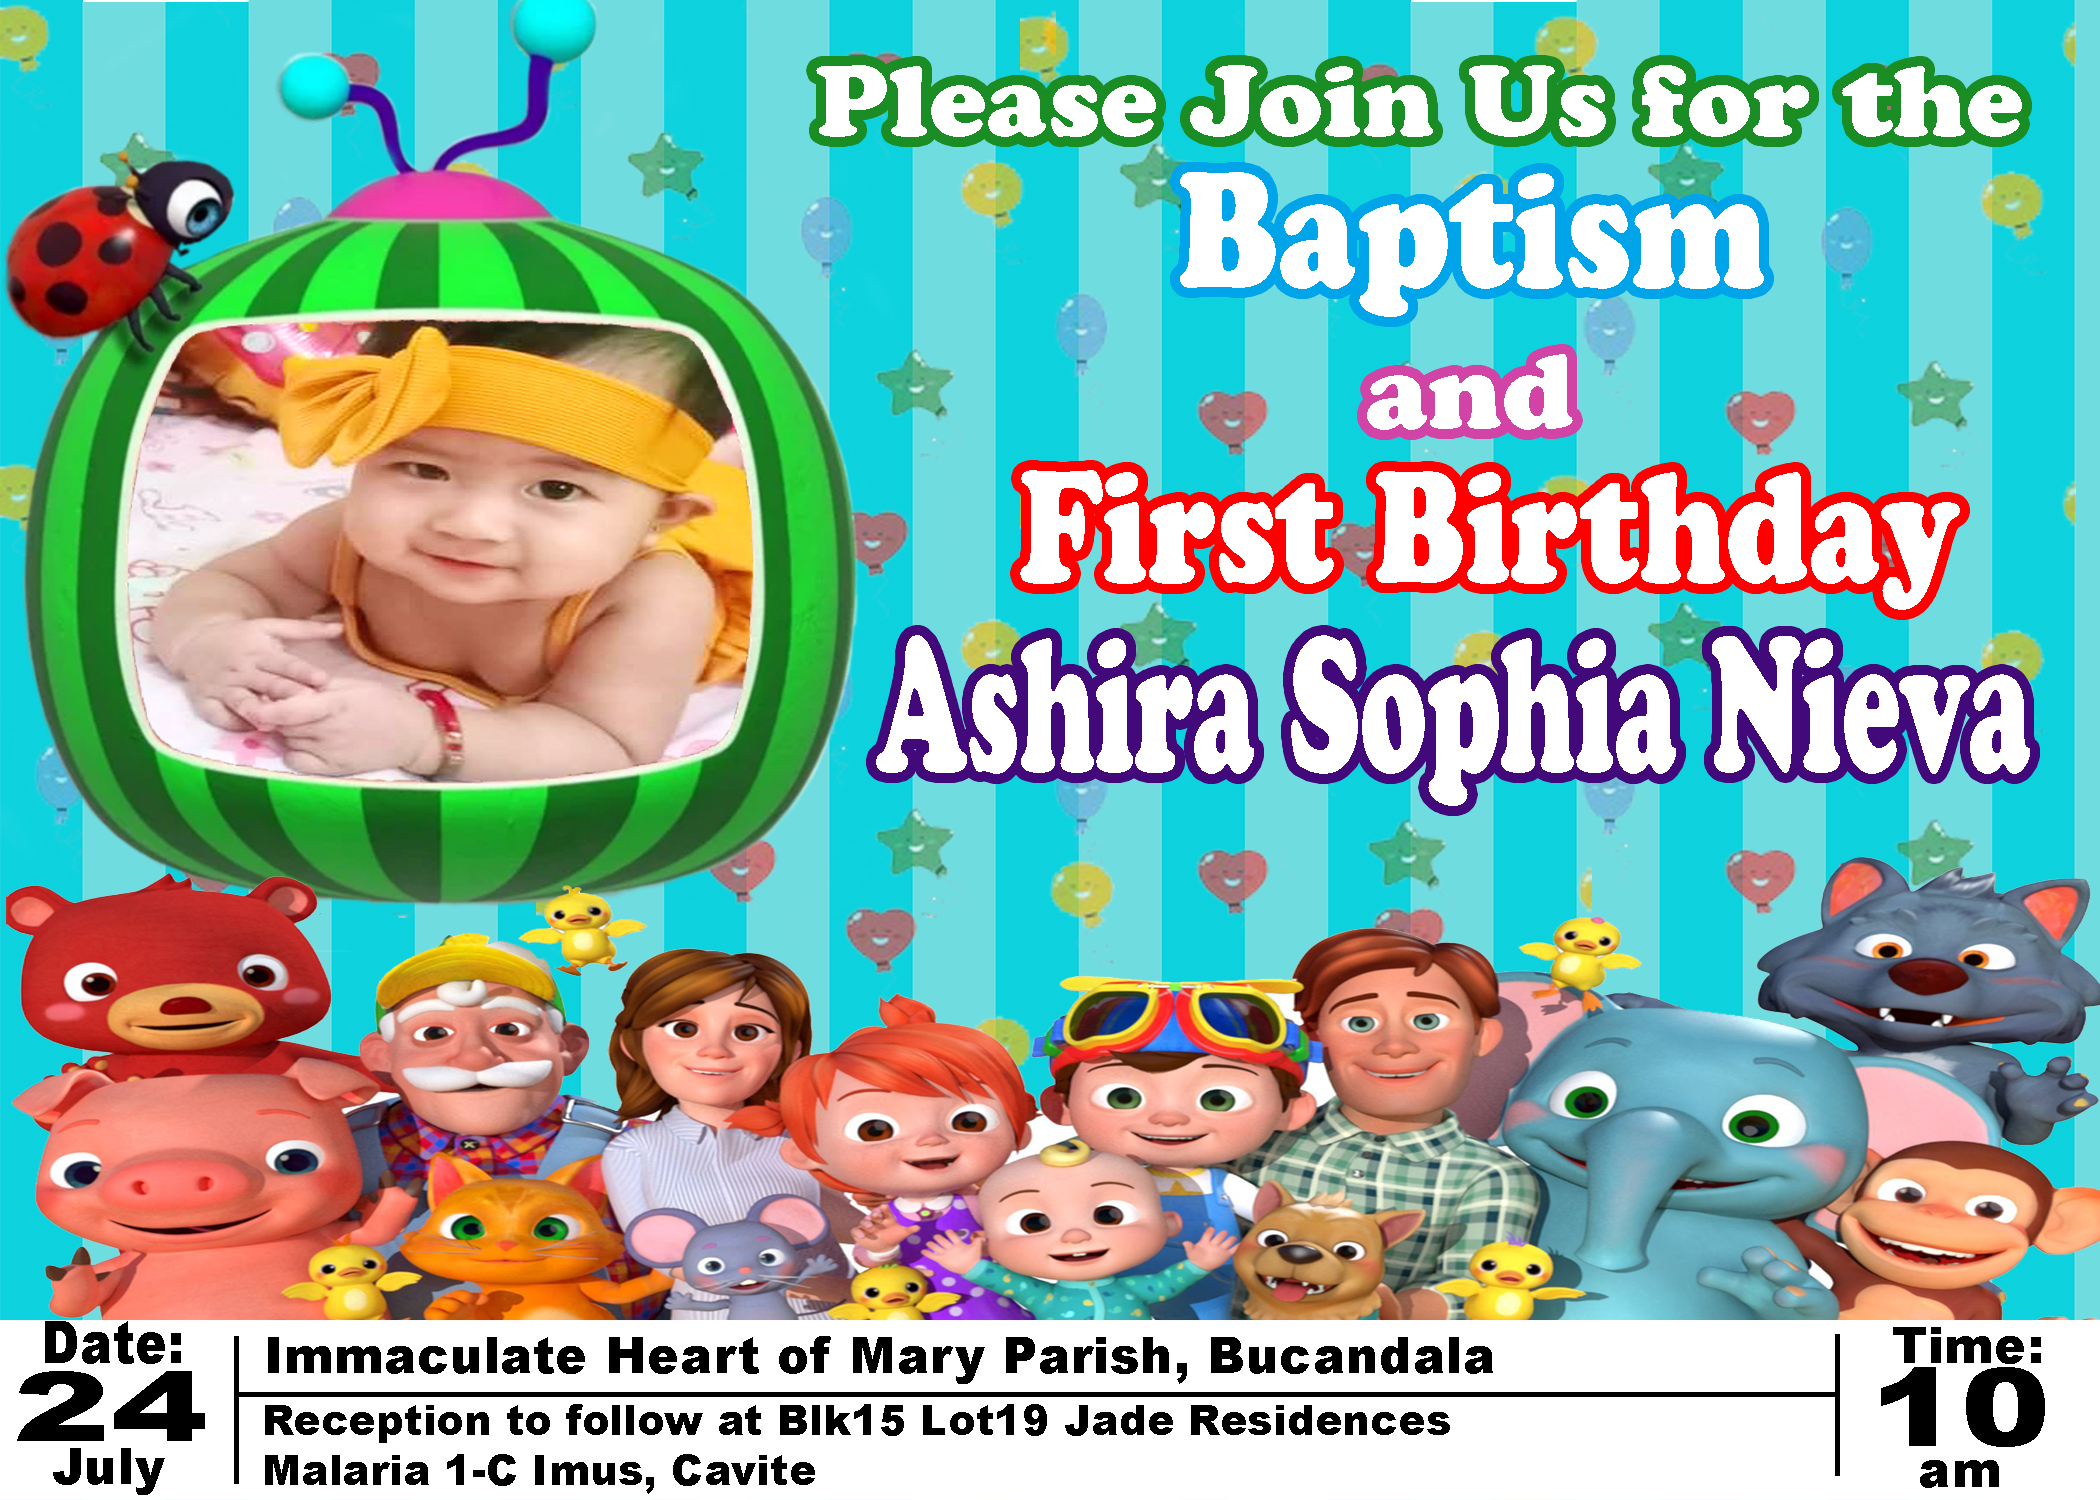 Please Join Us for the
Baptism
and
First Birthday
Ashira Sophia Nieva
Date:
24
July
Immaculate Heart of Mary Parish, Bucandala
Reception to follow at Blk15 Lot19 Jade Residences
Malaria 1-C Imus, Cavite
Time:
10
am